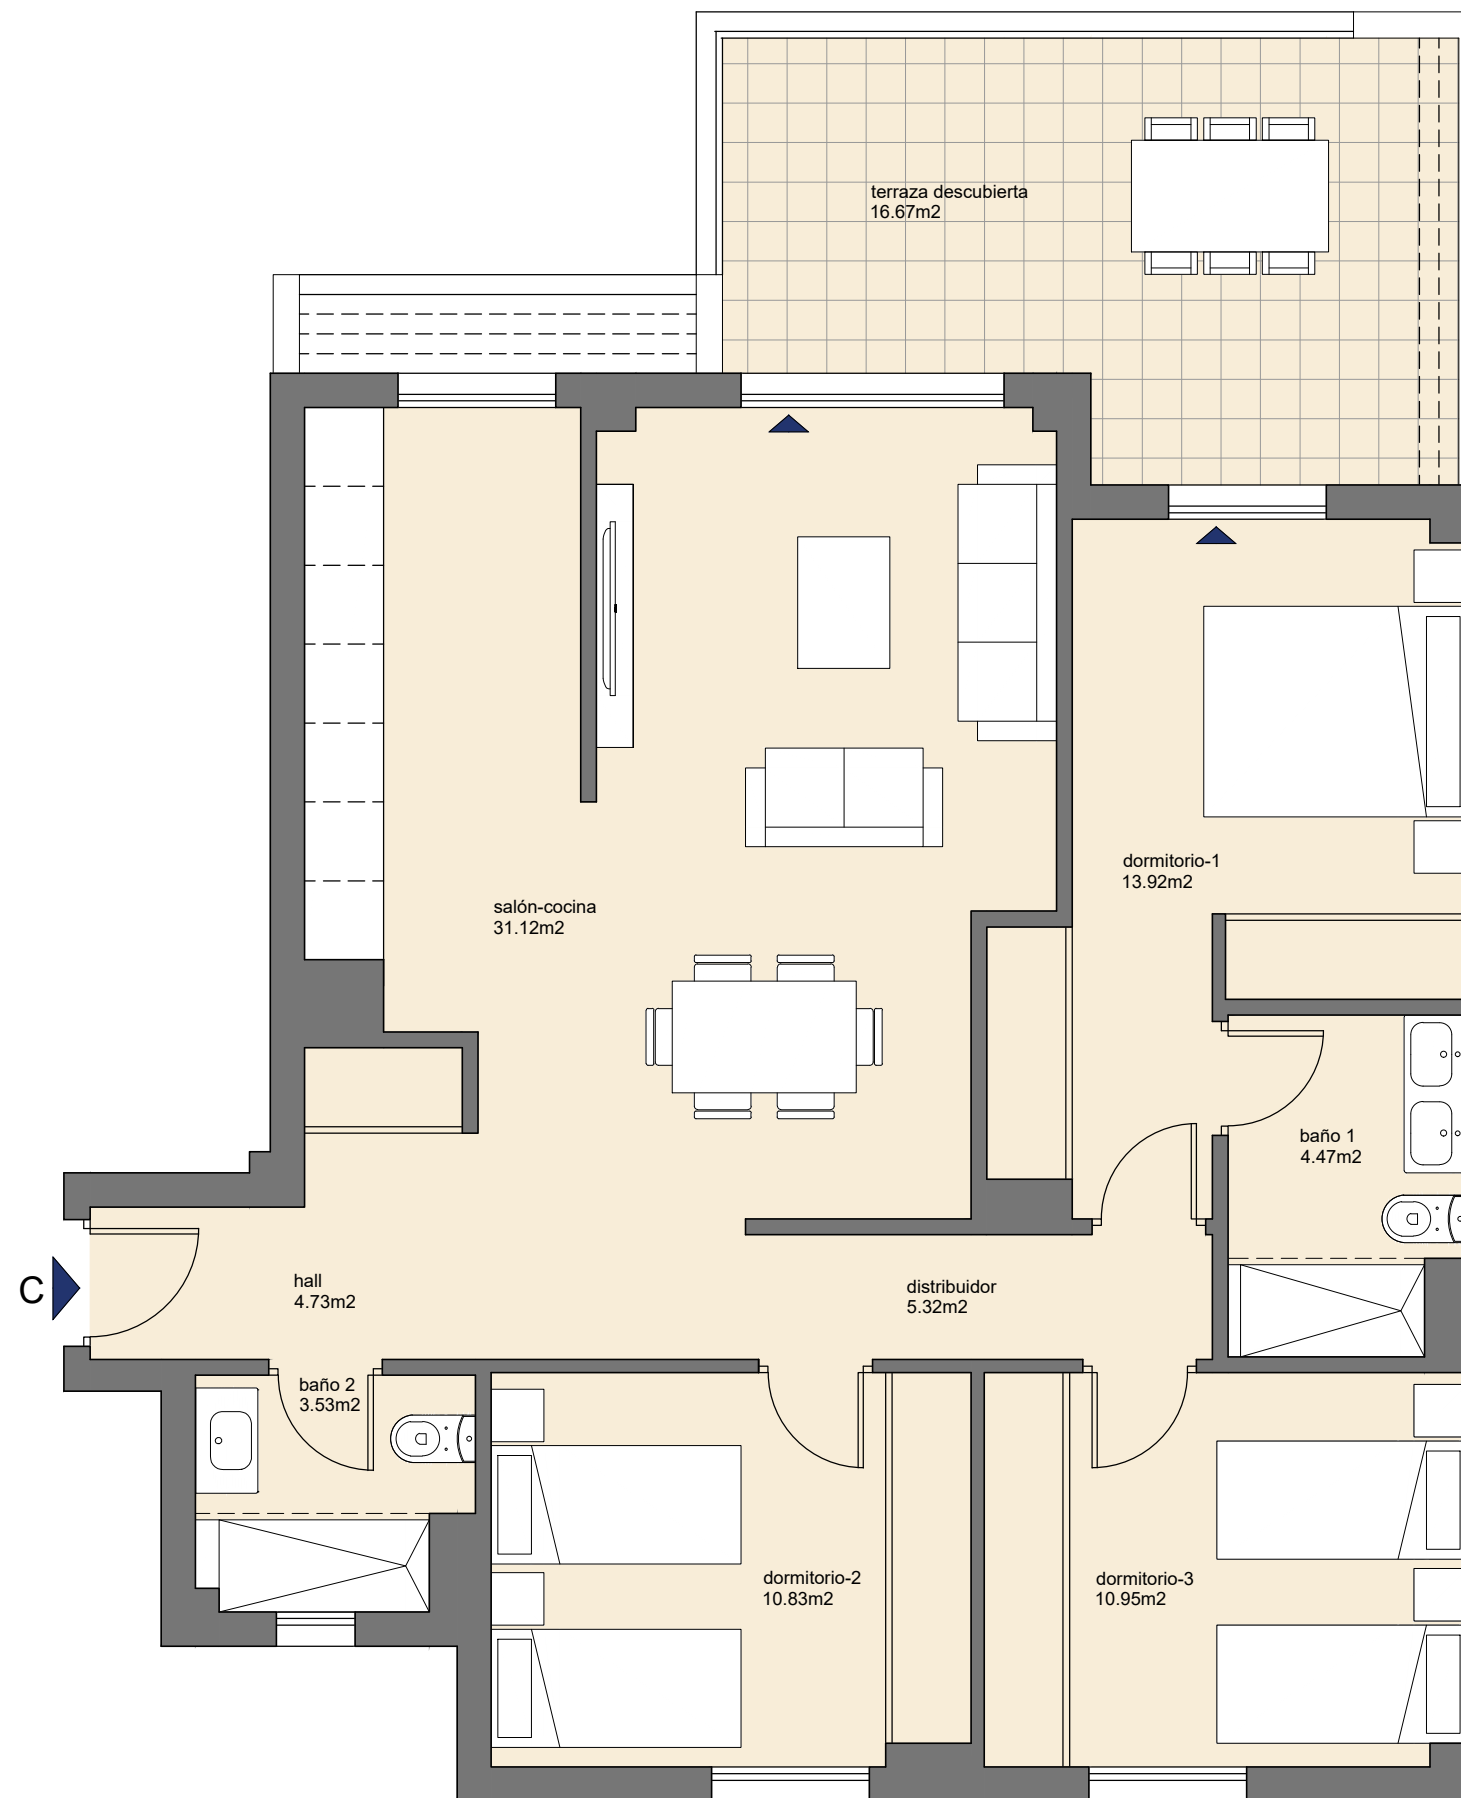 terraza descubierta
16.67m2
dormitorio-1
13.92m2
salón-cocina
31.12m2
baño 1
4.47m2
C
hall
4.73m2
distribuidor
5.32m2
baño 2
3.53m2
dormitorio-2
10.83m2
dormitorio-3
10.95m2